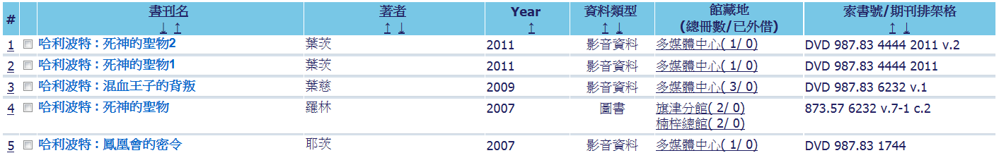 # 書刊名 著者 Year 資料類型 館藏地 索書號/期刊排架格
↓ ↑ ↑ ↓ ↑ ↑ ↓ (總冊數/已外借) ↑ ↓
1 哈利波特：死神的聖物2 葉茨 2011 影音資料 多媒體中心( 1/ 0) DVD 987.83 4444 2011 v.2
2 哈利波特：死神的聖物1 葉茨 2011 影音資料 多媒體中心( 1/ 0) DVD 987.83 4444 2011
3 哈利波特：混血王子的背叛 葉慈 2009 影音資料 多媒體中心( 3/ 0) DVD 987.83 6232 v.1
4 哈利波特：死神的聖物 羅林 2007 圖書 旗津分館( 2/ 0) 873.57 6232 v.7-1 c.2
楠梓總館( 2/ 0)
5 哈利波特：鳳凰會的密令 耶茨 2007 影音資料 多媒體中心( 1/ 0) DVD 987.83 1744